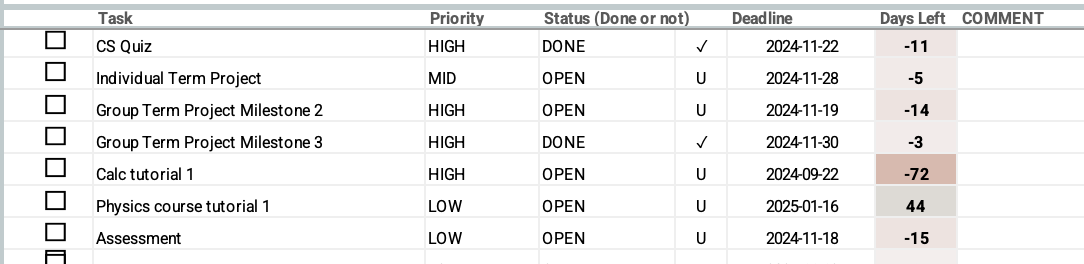 Task Priority Status (Done or not) Deadline Days Left COMMENT
CS Quiz HIGH DONE ✓ 2024-11-22 -11
Individual Term Project MID OPEN U 2024-11-28 -5
Group Term Project Milestone 2 HIGH OPEN U 2024-11-19 -14
Group Term Project Milestone 3 HIGH DONE ✓ 2024-11-30 -3
Calc tutorial 1 HIGH OPEN U 2024-09-22 -72
Physics course tutorial 1 LOW OPEN U 2025-01-16 44
Assessment LOW OPEN U 2024-11-18 -15